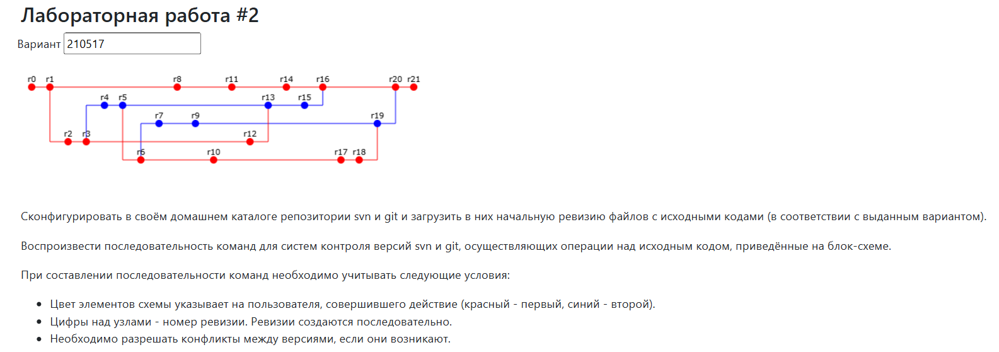 Лабораторная работа #2
Вариант 210517
r0 r1 r8 r11 r14 r16 r20 r21
r4 r5 r13 r15
r7 r9 r19
r2 r3 r12
r6 r10 r17 r18
Сконфигурировать в своём домашнем каталоге репозитории svn и git и загрузить в них начальную ревизию файлов с исходными кодами (в соответствии с выданным вариантом).
Воспроизвести последовательность команд для систем контроля версий svn и git, осуществляющих операции над исходным кодом, приведённые на блок-схеме.
При составлении последовательности команд необходимо учитывать следующие условия:
• Цвет элементов схемы указывает на пользователя, совершившего действие (красный - первый, синий - второй).
• Цифры над узлами - номер ревизии. Ревизии создаются последовательно.
• Необходимо разрешать конфликты между версиями, если они возникают.